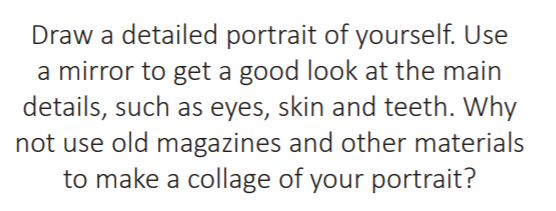 Draw a detailed portrait of yourself. Use
a mirror to get a good look at the main
details, such as eyes, skin and teeth. Why
not use old magazines and other materials
to make a collage of your portrait?